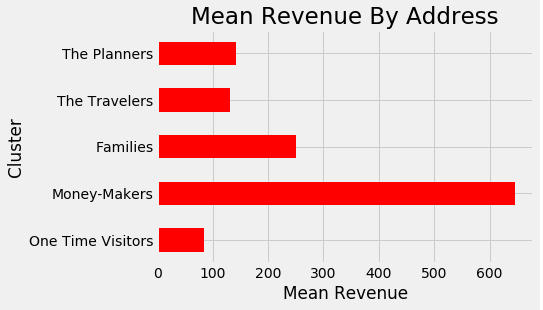 Mean Revenue By Address
Cluster
The Planners
The Travelers
Families
Money-Makers
One Time Visitors
0 100 200 300 400 500 600
Mean Revenue